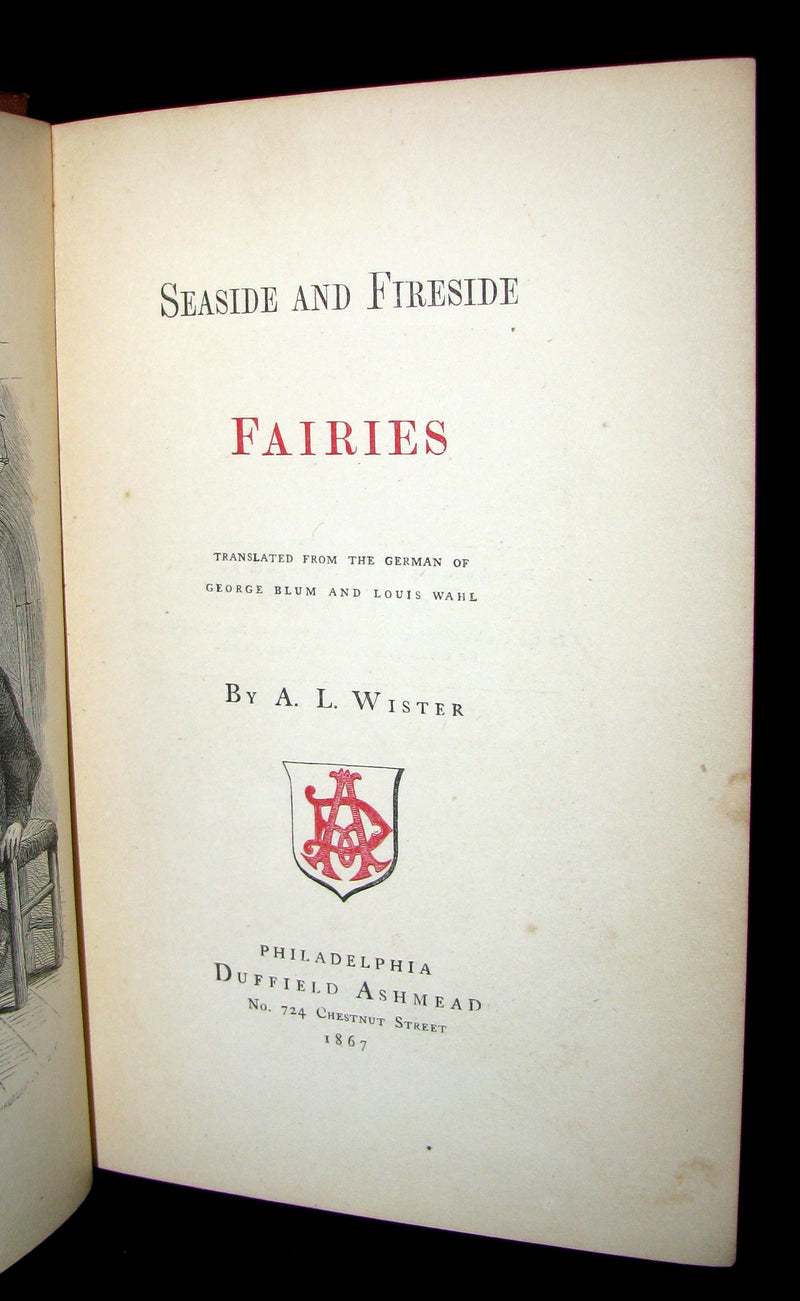 SEASIDE AND FIRESIDE
FAIRIES
TRANSLATED FROM THE GERMAN OF
GEORGE BLUM AND LOUIS WAHL
BY A. L. WISTER
PHILADELPHIA
DUFFIELD ASHMEAD
No. 724 CHESTNUT STREET
1867